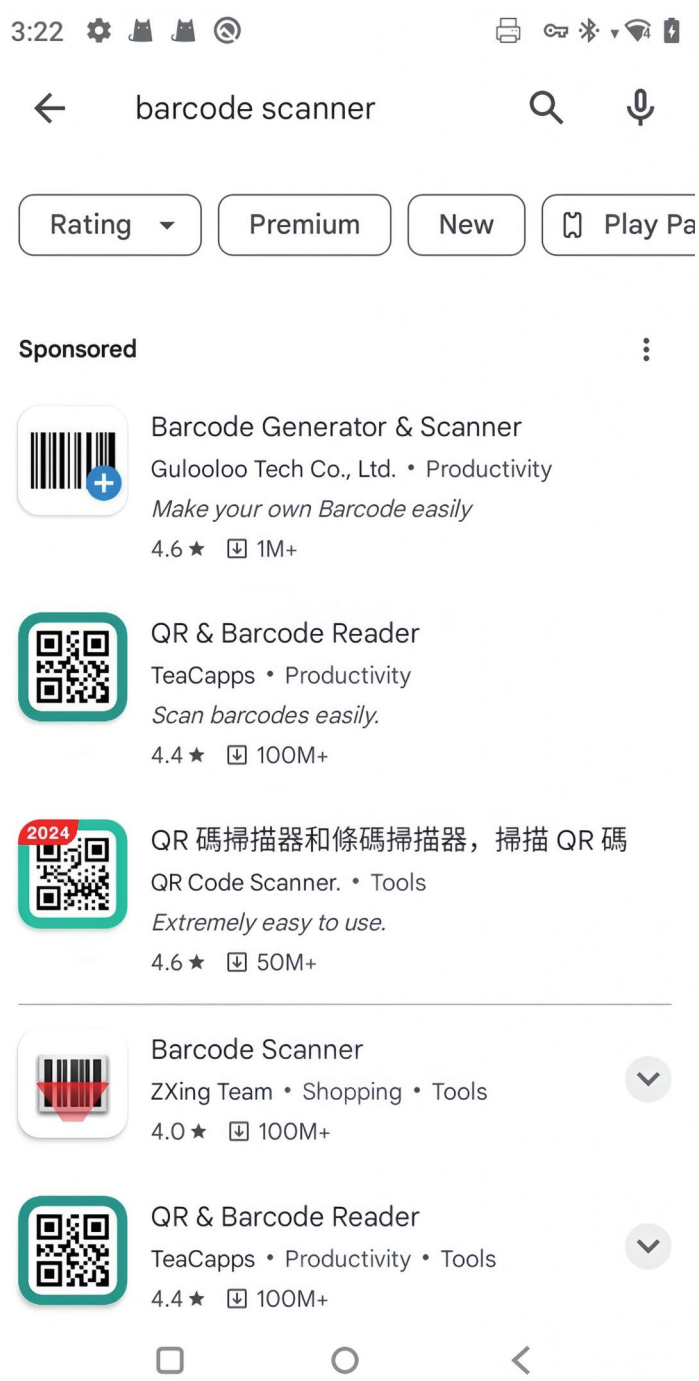 3:22
4
barcode scanner
Rating
Premium
New
Play Pa
Sponsored
Barcode Generator & Scanner
Gulooloo Tech Co., Ltd. • Productivity
Make your own Barcode easily
4.6 ★ 1M+
QR & Barcode Reader
TeaCapps • Productivity
Scan barcodes easily.
4.4 ★ 100M+
2024
QR 碼掃描器和條碼掃描器，掃描 QR 碼
QR Code Scanner. • Tools
Extremely easy to use.
4.6 ★ 50M+
Barcode Scanner
ZXing Team • Shopping • Tools
4.0 ★ 100M+
QR & Barcode Reader
TeaCapps • Productivity • Tools
4.4 ★ 100M+